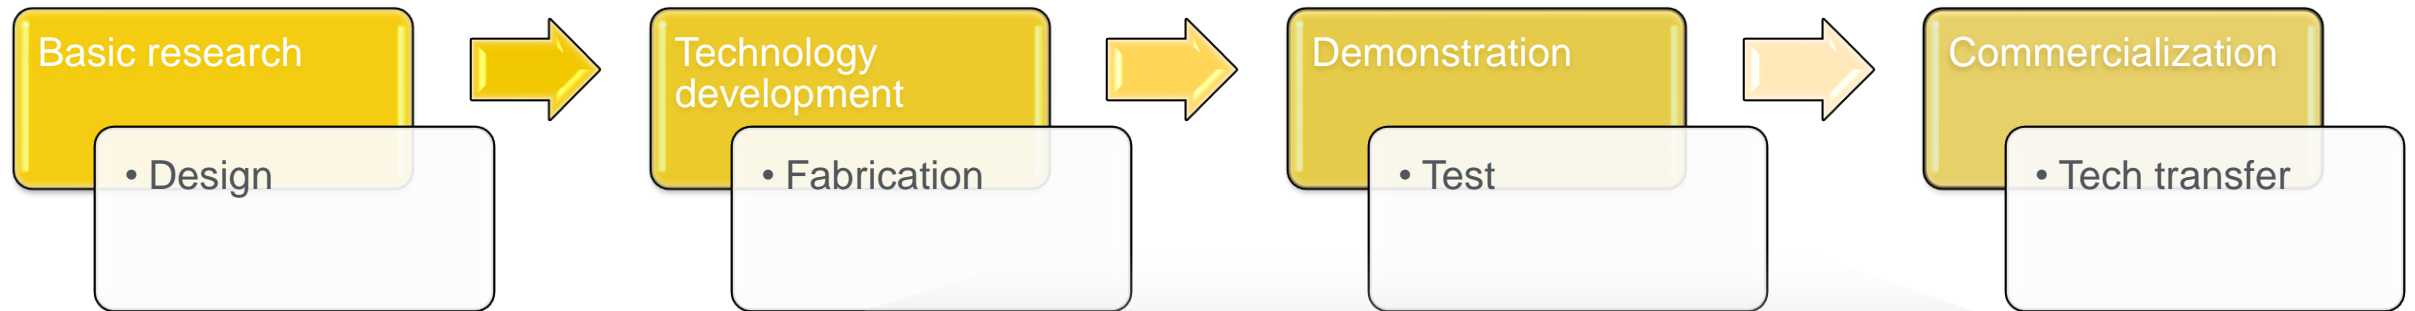 Basic research
• Design
Technology
development
• Fabrication
Demonstration
• Test
Commercialization
• Tech transfer